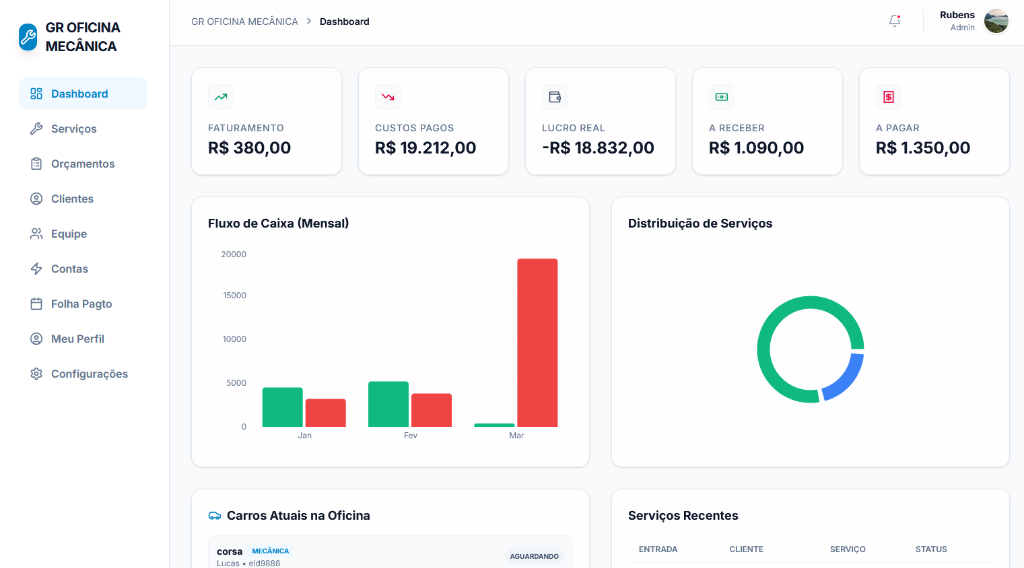 GR OFICINA
MECÂNICA
Dashboard
Serviços
Orçamentos
Clientes
Equipe
Contas
Folha Pagto
Meu Perfil
Configurações
GR OFICINA MECÂNICA > Dashboard
Rubens
Admin
FATURAMENTO
R$ 380,00
CUSTOS PAGOS
R$ 19.212,00
LUCRO REAL
-R$ 18.832,00
A RECEBER
R$ 1.090,00
A PAGAR
R$ 1.350,00
Fluxo de Caixa (Mensal)
20000
15000
10000
5000
0
Jan Fev Mar
Distribuição de Serviços
Carros Atuais na Oficina
corsa MECÂNICA
Lucas • eid9888
AGUARDANDO
Serviços Recentes
ENTRADA CLIENTE SERVIÇO STATUS